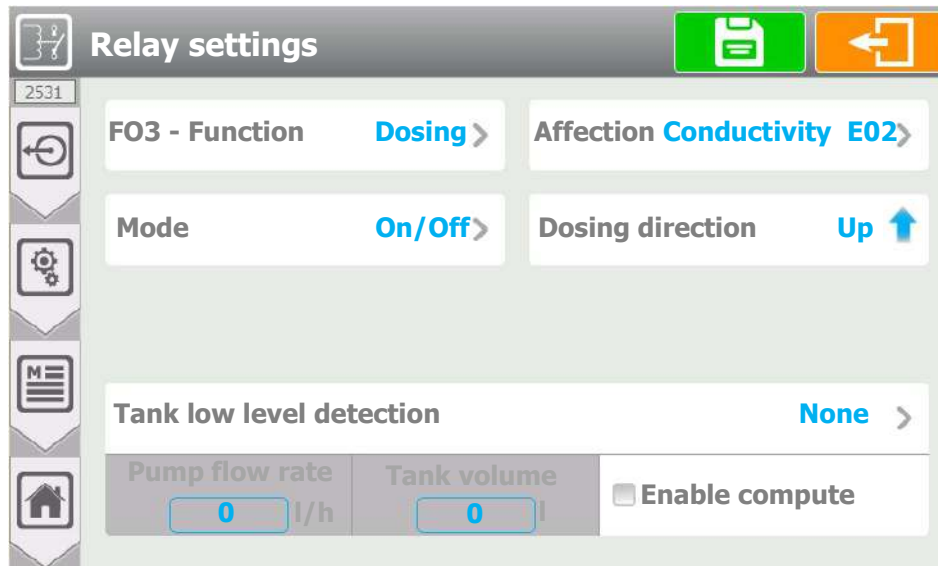 Relay settings
2531
FO3 - Function Dosing
Affection Conductivity E02
Mode On/Off
Dosing direction Up
M
Tank low level detection None
Pump flow rate
0 l/h
Tank volume
0 l
Enable compute